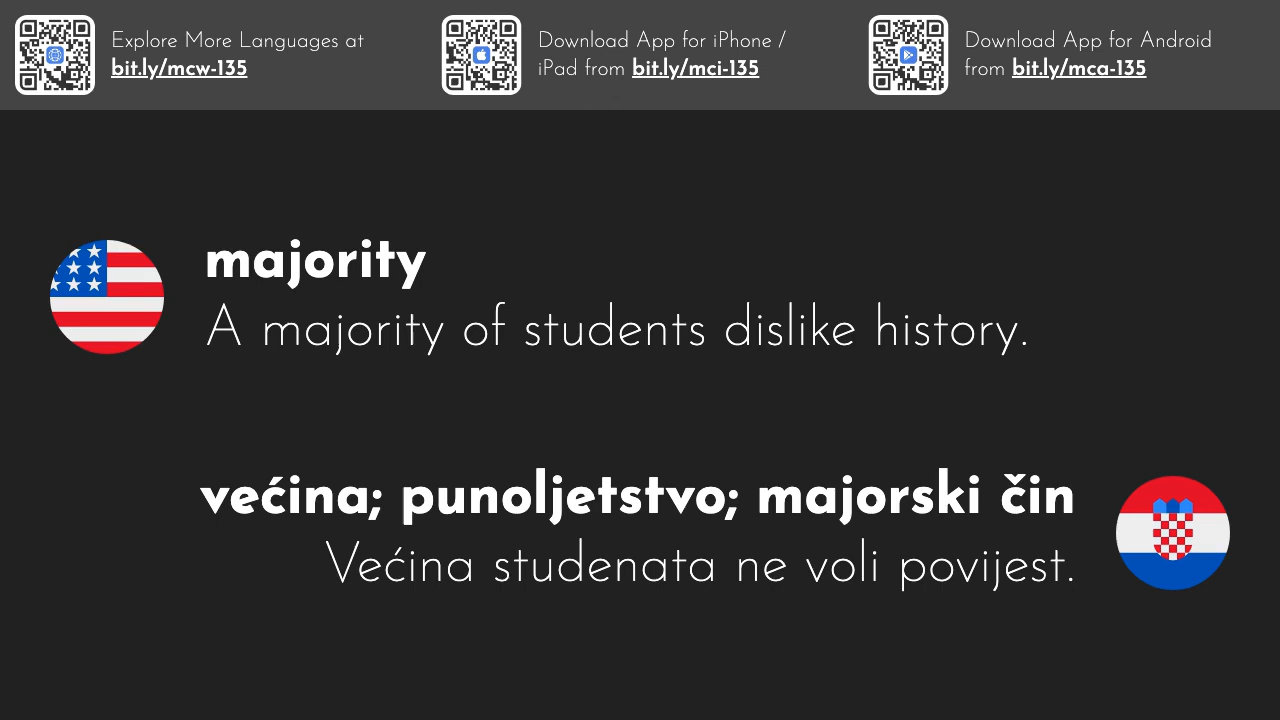 Explore More Languages at
bit.ly/mcw-135
Download App for iPhone /
iPad from bit.ly/mci-135
Download App for Android
from bit.ly/mca-135
majority
A majority of students dislike history.
većina; punoljetstvo; majorski čin
Većina studenata ne voli povijest.